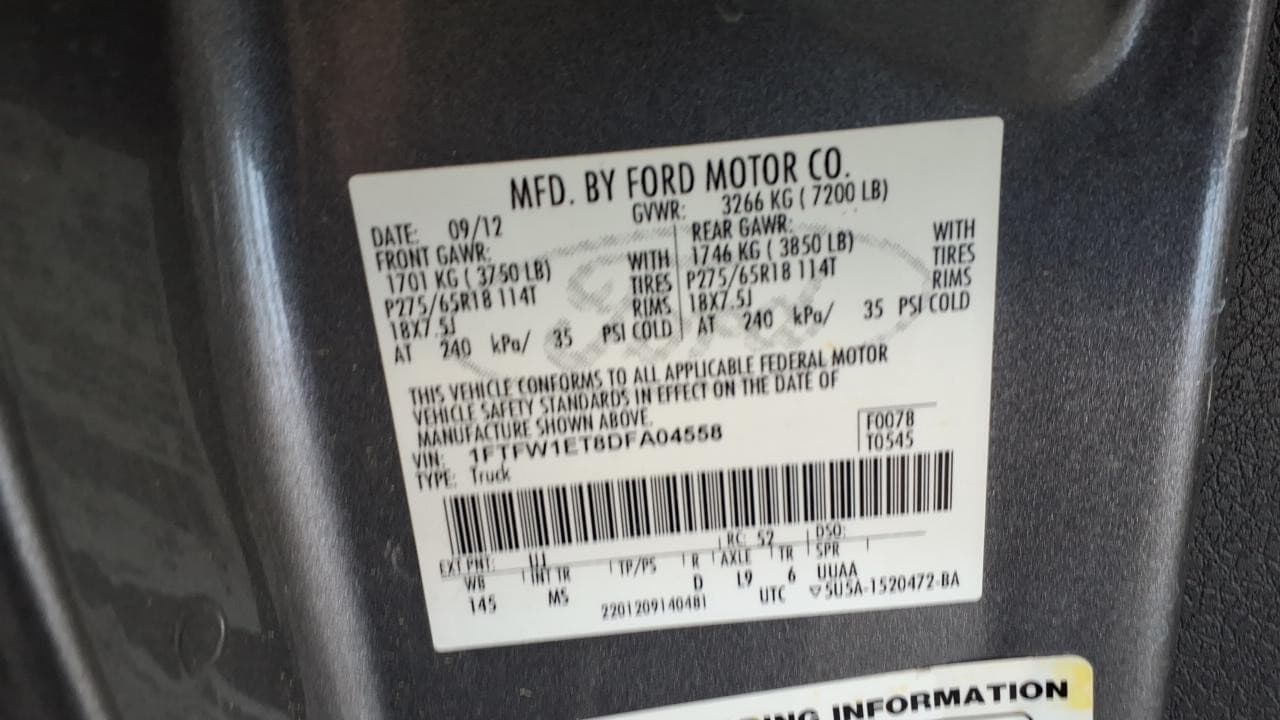 MFD. BY FORD MOTOR CO.
DATE: 09/12 GVWR: 3266 KG ( 7200 LB)
FRONT GAWR: REAR GAWR:
1701 KG ( 3750 LB) WITH 1746 KG ( 3850 LB) WITH
P275/65R18 114T TIRES P275/65R18 114T TIRES
18X7.5J RIMS 18X7.5J RIMS
AT 240 kPa/ 35 PSI COLD AT 240 kPa/ 35 PSI COLD
Ford
THIS VEHICLE CONFORMS TO ALL APPLICABLE FEDERAL MOTOR
VEHICLE SAFETY STANDARDS IN EFFECT ON THE DATE OF
MANUFACTURE SHOWN ABOVE.
VIN: 1FTFW1ET8DFA04558 F0078
TYPE: Truck T0545
EXT PNT: UJ RC: 52 DSO:
WB INT TR TP/PS R AXLE TR SPR
145 MS D L9 6 UUAA
2201209140481 UTC ▽5U5A-1520472-BA
INFORMATION